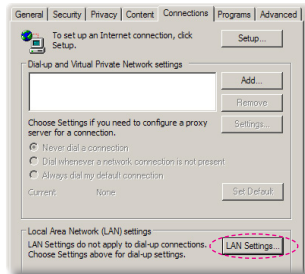 General Security Privacy Content Connections Programs Advanced
To set up an Internet connection, click Setup.
Setup...
Dial-up and Virtual Private Network settings
Add...
Remove
Choose Settings if you need to configure a proxy server for a connection.
Settings...
Never dial a connection
Dial whenever a network connection is not present
Always dial my default connection
Current None
Set Default
Local Area Network (LAN) settings
LAN Settings do not apply to dial-up connections. Choose Settings above for dial-up settings.
LAN Settings...